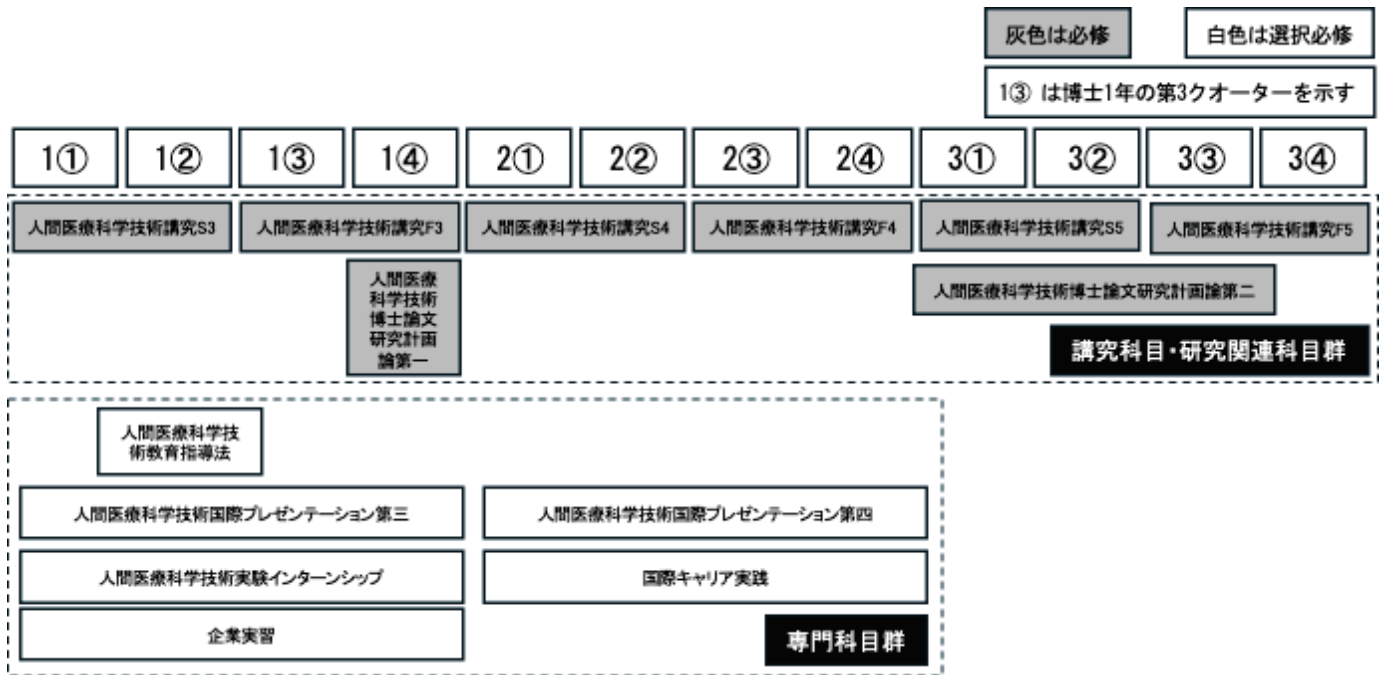 灰色は必修
白色は選択必修
1③ は博士1年の第3クオーターを示す
1①
1②
1③
1④
2①
2②
2③
2④
3①
3②
3③
3④
人間医療科学技術講究S3
人間医療科学技術講究F3
人間医療科学技術講究S4
人間医療科学技術講究F4
人間医療科学技術講究S5
人間医療科学技術講究F5
人間医療
科学技術
博士論文
研究計画
論第一
人間医療科学技術博士論文研究計画論第二
講究科目・研究関連科目群
人間医療科学技
術教育指導法
人間医療科学技術国際プレゼンテーション第三
人間医療科学技術国際プレゼンテーション第四
人間医療科学技術実験インターンシップ
国際キャリア実践
企業実習
専門科目群